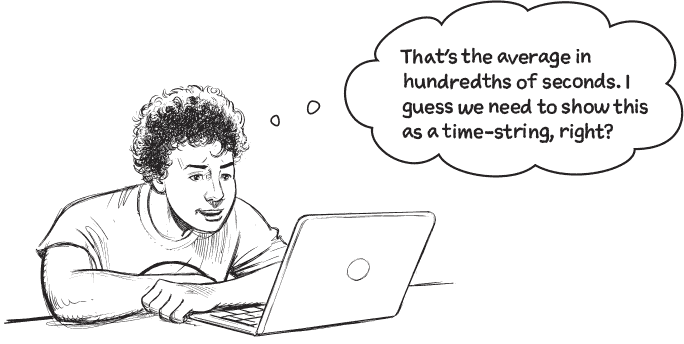 That's the average in
hundredths of seconds. I
guess we need to show this
as a time-string, right?